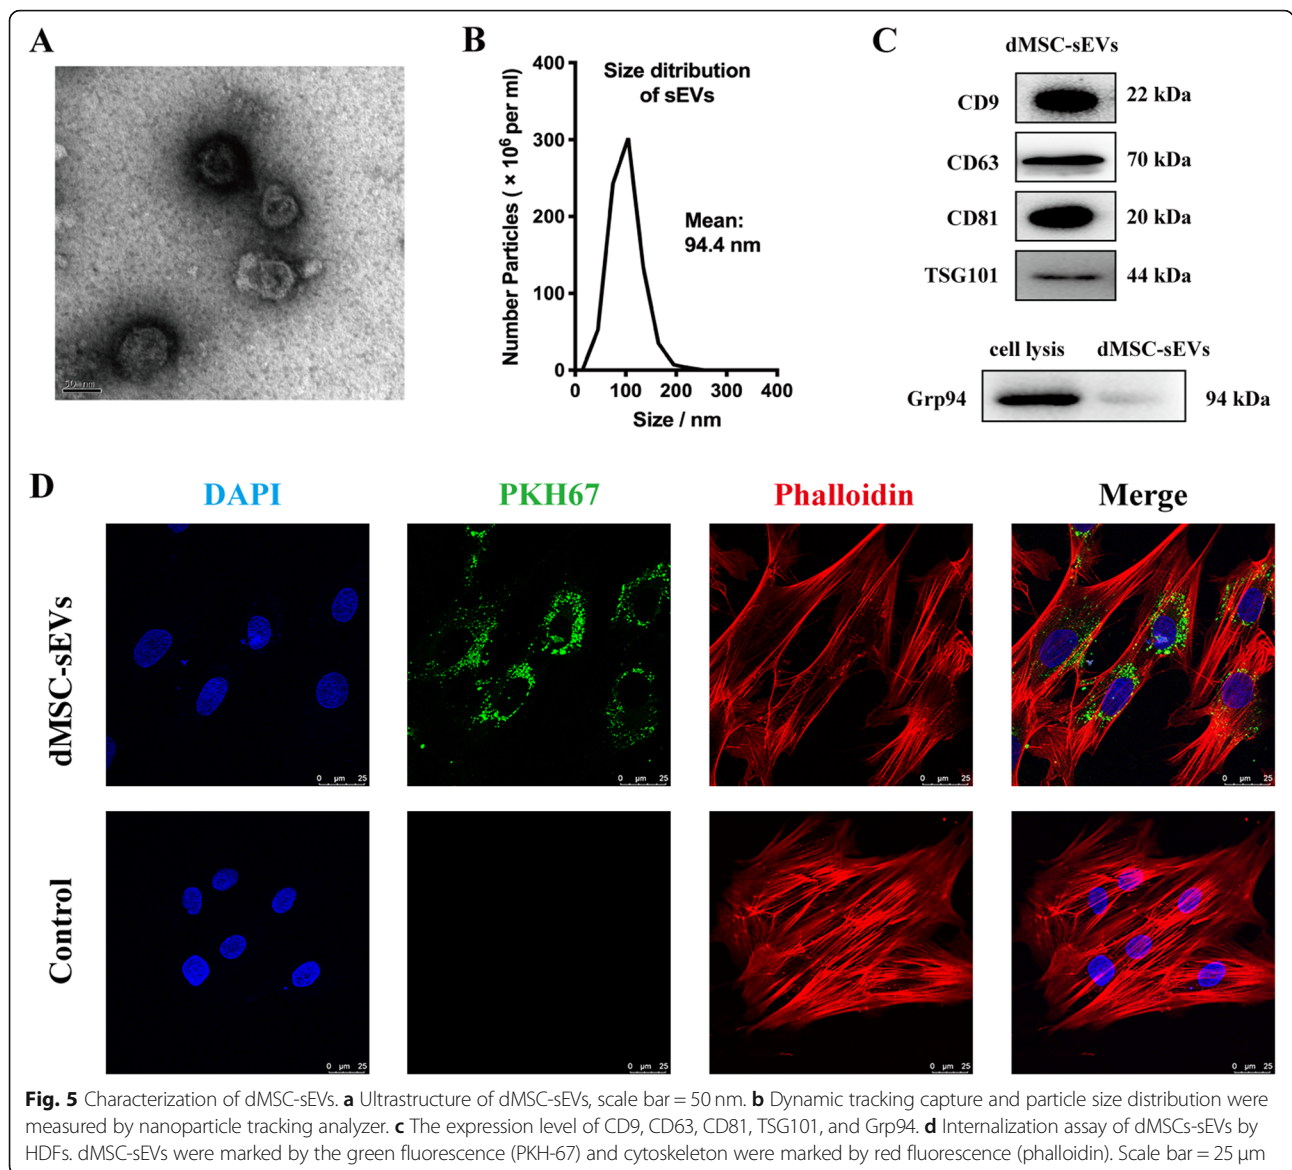 A
50 nm
B
Size ditribution
of sEVs
Number Particles ( × 10⁶ per ml)
400
300
200
100
0
Mean:
94.4 nm
0 100 200 300 400
Size / nm
C
dMSC-sEVs
CD9 22 kDa
CD63 70 kDa
CD81 20 kDa
TSG101 44 kDa
cell lysis dMSC-sEVs
Grp94 94 kDa
D
DAPI PKH67 Phalloidin Merge
dMSC-sEVs
0 µm 25
0 µm 25
0 µm 25
0 µm 25
Control
0 µm 25
0 µm 25
0 µm 25
0 µm 25
Fig. 5 Characterization of dMSC-sEVs. a Ultrastructure of dMSC-sEVs, scale bar = 50 nm. b Dynamic tracking capture and particle size distribution were
measured by nanoparticle tracking analyzer. c The expression level of CD9, CD63, CD81, TSG101, and Grp94. d Internalization assay of dMSCs-sEVs by
HDFs. dMSC-sEVs were marked by the green fluorescence (PKH-67) and cytoskeleton were marked by red fluorescence (phalloidin). Scale bar = 25 µm